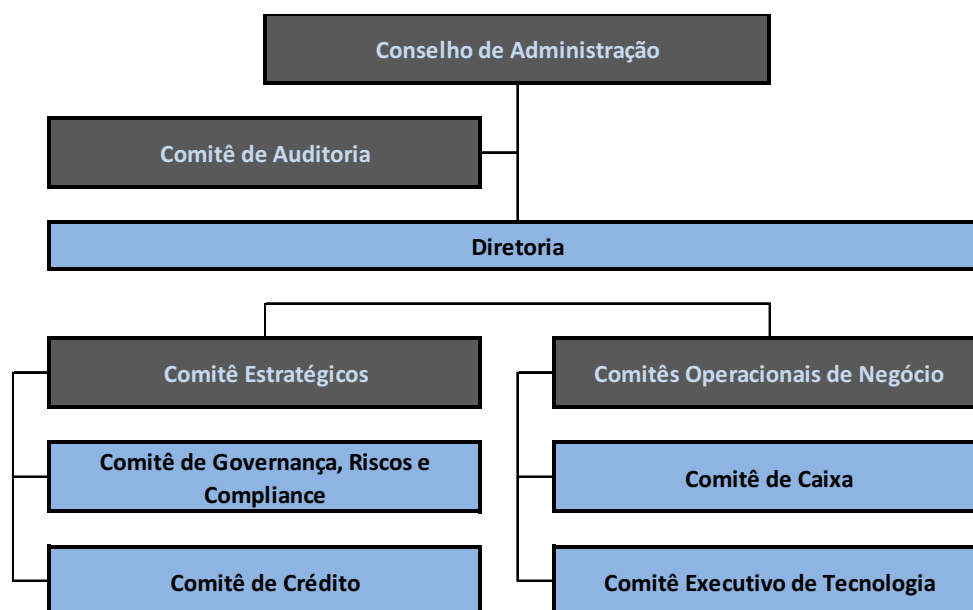 Conselho de Administração
Comitê de Auditoria
Diretoria
Comitê Estratégicos
Comitês Operacionais de Negócio
Comitê de Governança, Riscos e
Compliance
Comitê de Caixa
Comitê de Crédito
Comitê Executivo de Tecnologia